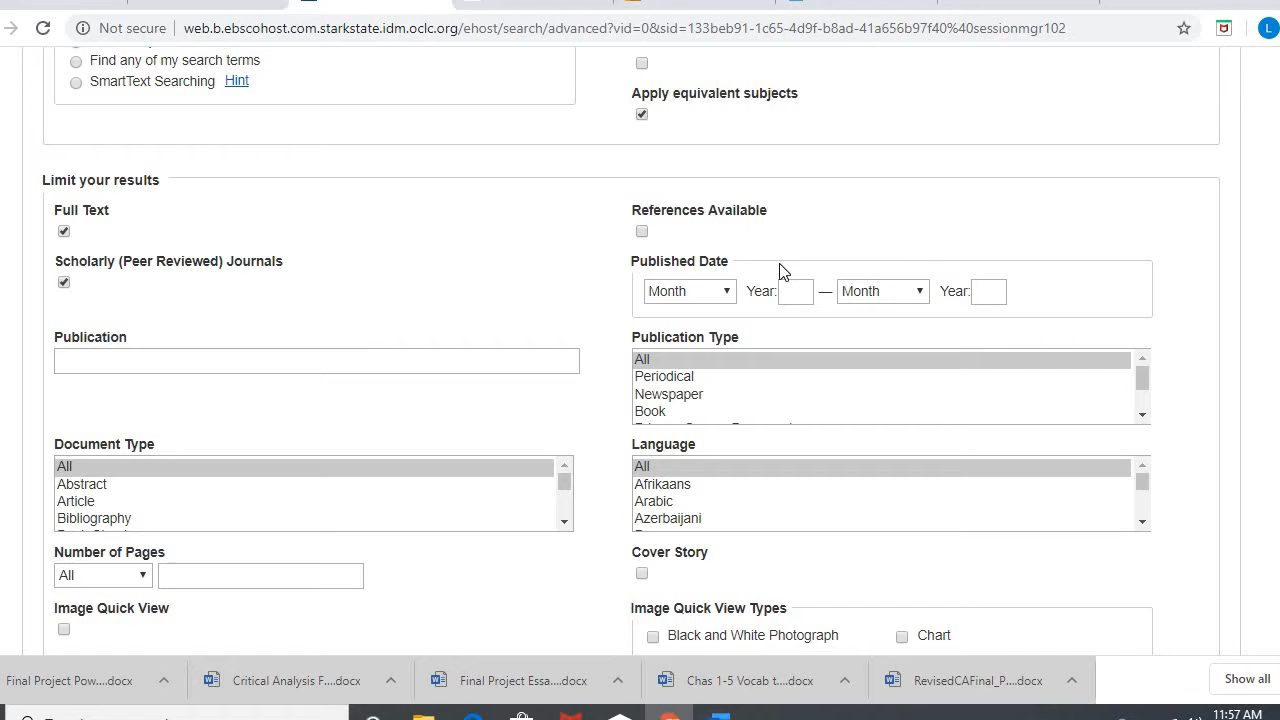 Not secure web.b.ebscohost.com.starkstate.idm.oclc.org/ehost/search/advanced?vid=0&sid=133beb91-1c65-4d9f-b8ad-41a656b97f40%40sessionmgr102 L
Find any of my search terms
SmartText Searching Hint
Apply equivalent subjects
Limit your results
Full Text
References Available
Scholarly (Peer Reviewed) Journals
Published Date
Month Year: — Month Year:
Publication
Publication Type
All
Periodical
Newspaper
Book
Document Type
Language
All
Abstract
Article
Bibliography
All
Afrikaans
Arabic
Azerbaijani
Number of Pages
Cover Story
All
Image Quick View
Image Quick View Types
Black and White Photograph Chart
Final Project Pow....docx Critical Analysis F....docx Final Project Essa....docx Chas 1-5 Vocab t....docx RevisedCAFinal_P....docx Show all
11:57 AM